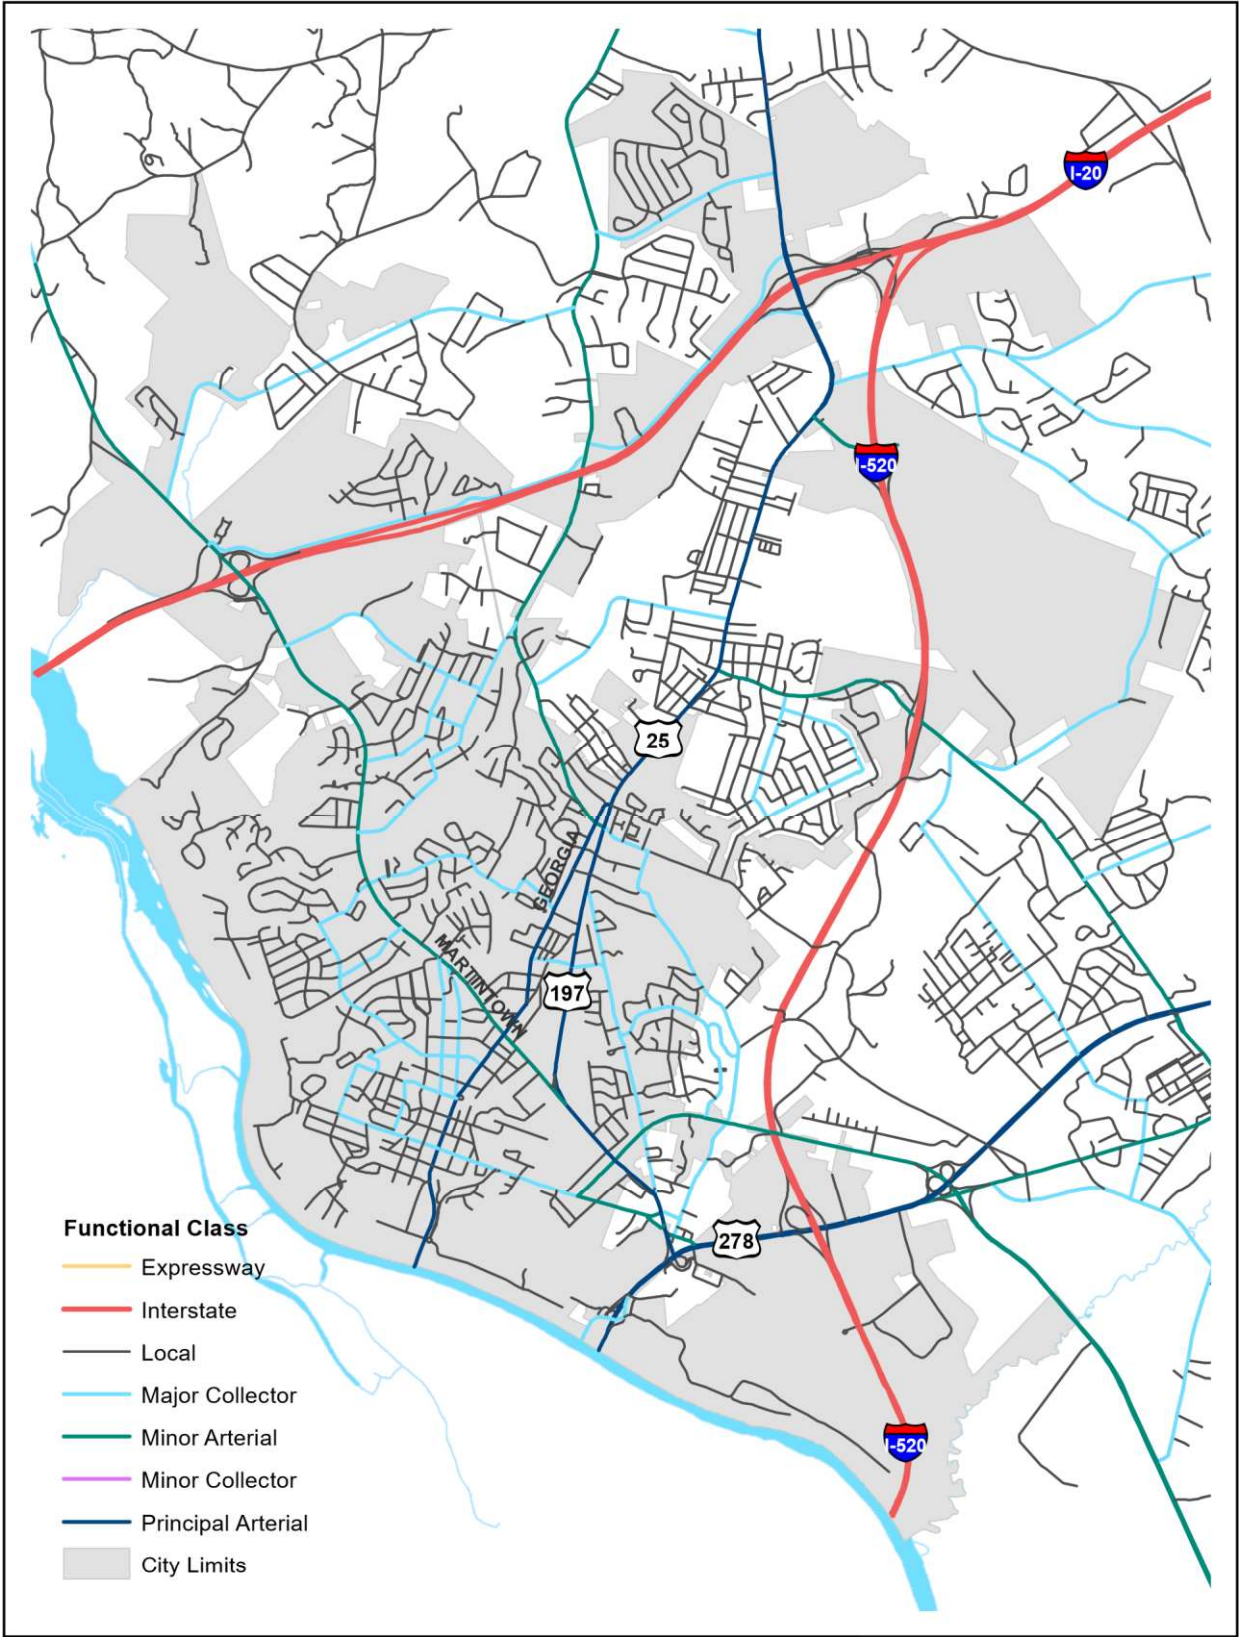 I-20
I-520
25
GEORGIA
MARTINTOWN
197
278
I-520
Functional Class
Expressway
Interstate
Local
Major Collector
Minor Arterial
Minor Collector
Principal Arterial
City Limits